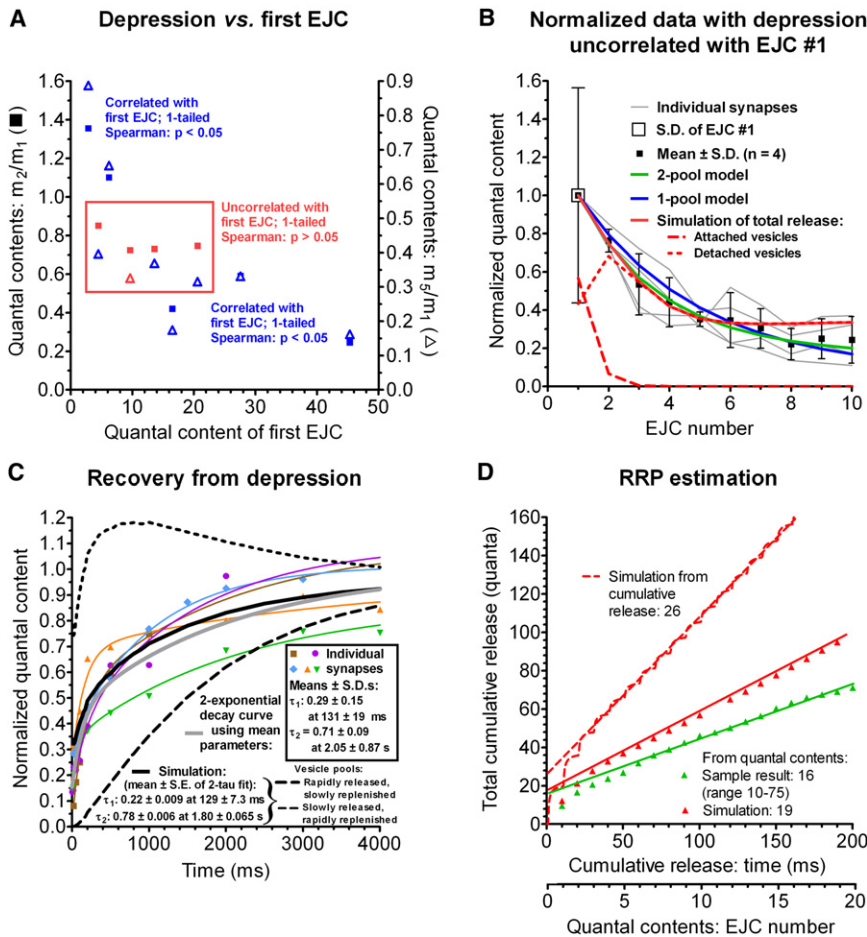 A
Depression vs. first EJC
Quantal contents: m2/m1 (■)
1.6
1.4
1.2
1.0
0.8
0.6
0.4
0.2
0.0
Correlated with
first EJC; 1-tailed
Spearman: p < 0.05
Uncorrelated with
first EJC; 1-tailed
Spearman: p > 0.05
Correlated with
first EJC; 1-tailed
Spearman: p < 0.05
0.9
0.8
0.7
0.6
0.5
0.4
0.3
0.2
0.1
0.0
Quantal contents: m5/m1 (△)
0 10 20 30 40 50
Quantal content of first EJC
B
Normalized data with depression
uncorrelated with EJC #1
Normalized quantal content
1.6
1.4
1.2
1.0
0.8
0.6
0.4
0.2
0.0
Individual synapses
S.D. of EJC #1
Mean ± S.D. (n = 4)
2-pool model
1-pool model
Simulation of total release:
Attached vesicles
Detached vesicles
0 2 4 6 8 10
EJC number
C
Recovery from depression
Normalized quantal content
1.2
1.1
1.0
0.9
0.8
0.7
0.6
0.5
0.4
0.3
0.2
0.1
0.0
Individual
synapses
Means ± S.D.s:
τ1: 0.29 ± 0.15
at 131 ± 19 ms
τ2 = 0.71 ± 0.09
at 2.05 ± 0.87 s
2-exponential
decay curve
using mean
parameters:
Simulation:
(mean ± S.E. of 2-tau fit):
τ1: 0.22 ± 0.009 at 129 ± 7.3 ms
τ2: 0.78 ± 0.006 at 1.80 ± 0.065 s
Vesicle pools:
Rapidly released,
slowly replenished
Slowly released,
rapidly replenished
0 1000 2000 3000 4000
Time (ms)
D
RRP estimation
Total cumulative release (quanta)
160
140
120
100
80
60
40
20
0
Simulation from
cumulative
release: 26
From quantal contents:
Sample result: 16
(range 10-75)
Simulation: 19
0 50 100 150 200
Cumulative release: time (ms)
0 5 10 15 20
Quantal contents: EJC number